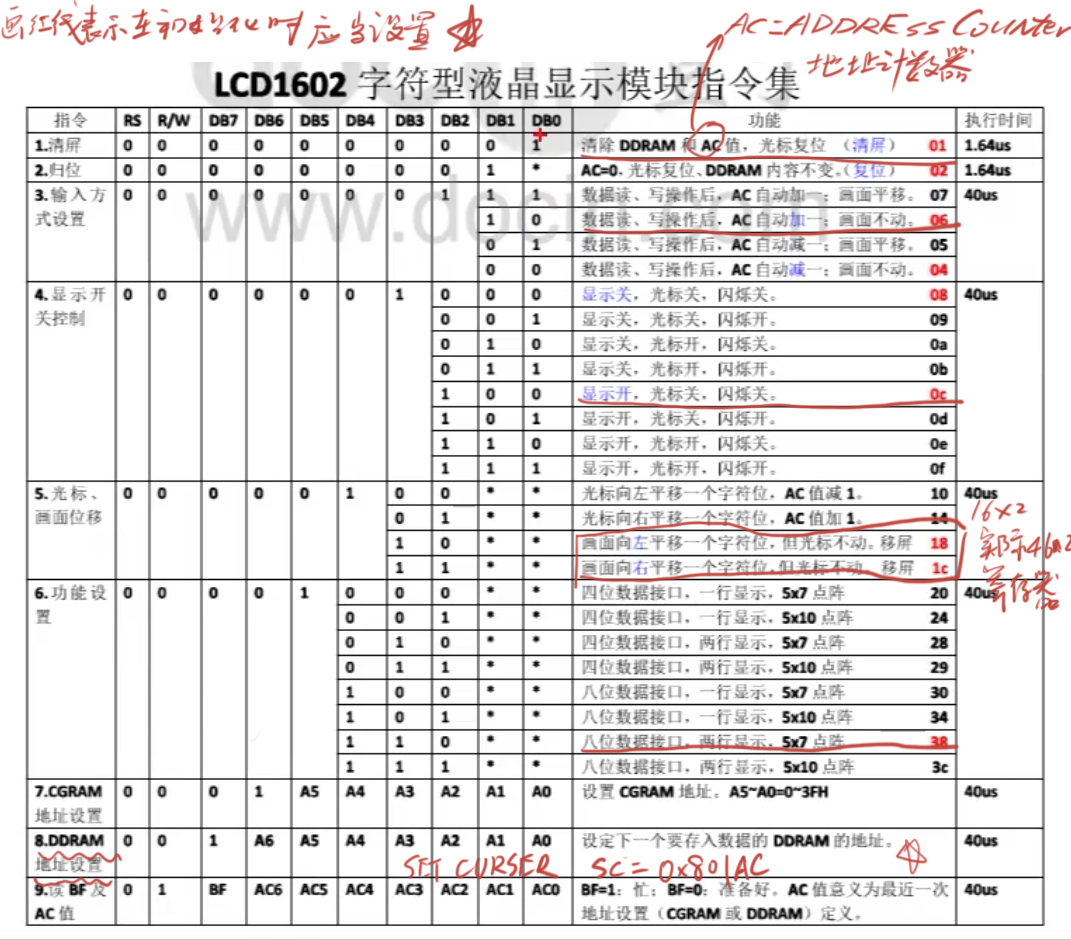 画红线表示在初始化时应当设置
AC=ADDRESS COUNTER
地址计数器
LCD1602 字符型液晶显示模块指令集
指令 RS R/W DB7 DB6 DB5 DB4 DB3 DB2 DB1 DB0 功能 执行时间
1.清屏 0 0 0 0 0 0 0 0 0 1 清除 DDRAM 和 AC 值，光标复位 （清屏） 01 1.64us
2.归位 0 0 0 0 0 0 0 0 1 * AC=0，光标复位、DDRAM 内容不变。（复位） 02 1.64us
3.输入方式设置 0 0 0 0 0 0 0 1 1 1 数据读、写操作后，AC 自动加一；画面平移。 07 40us
1 0 数据读、写操作后，AC 自动加一；画面不动。 06
0 1 数据读、写操作后，AC 自动减一；画面平移。 05
0 0 数据读、写操作后，AC 自动减一；画面不动。 04
4.显示开关控制 0 0 0 0 0 0 1 0 0 0 显示关，光标关，闪烁关。 08 40us
0 0 1 显示关，光标关，闪烁开。 09
0 1 0 显示关，光标开，闪烁关。 0a
0 1 1 显示关，光标开，闪烁开。 0b
1 0 0 显示开，光标关，闪烁关。 0c
1 0 1 显示开，光标关，闪烁开。 0d
1 1 0 显示开，光标开，闪烁关。 0e
1 1 1 显示开，光标开，闪烁开。 0f
5.光标、画面位移 0 0 0 0 0 1 0 0 * * 光标向左平移一个字符位，AC 值减 1。 10 40us
0 1 * * 光标向右平移一个字符位，AC 值加 1。 14
16×2
1 0 * * 画面向左平移一个字符位，但光标不动。移屏 18
实际
1 1 * * 画面向右平移一个字符位，但光标不动。移屏 1c
寄存器
6.功能设置 0 0 0 0 1 0 0 0 * * 四位数据接口，一行显示，5x7 点阵 20 40us
0 0 1 * * 四位数据接口，一行显示，5x10 点阵 24
0 1 0 * * 四位数据接口，两行显示，5x7 点阵 28
0 1 1 * * 四位数据接口，两行显示，5x10 点阵 29
1 0 0 * * 八位数据接口，一行显示，5x7 点阵 30
1 0 1 * * 八位数据接口，一行显示，5x10 点阵 34
1 1 0 * * 八位数据接口，两行显示，5x7 点阵 38
1 1 1 * * 八位数据接口，两行显示，5x10 点阵 3c
7.CGRAM 地址设置 0 0 0 1 A5 A4 A3 A2 A1 A0 设置 CGRAM 地址。A5~A0=0~3FH 40us
8.DDRAM 地址设置 0 0 1 A6 A5 A4 A3 A2 A1 A0 设定下一个要存入数据的 DDRAM 的地址。 40us
SET CURSER SC=0x80|AC
9.读 BF 及 AC 值 0 1 BF AC6 AC5 AC4 AC3 AC2 AC1 AC0 BF=1：忙；BF=0：准备好。AC 值意义为最近一次 40us
地址设置（CGRAM 或 DDRAM）定义。
www.docin.com